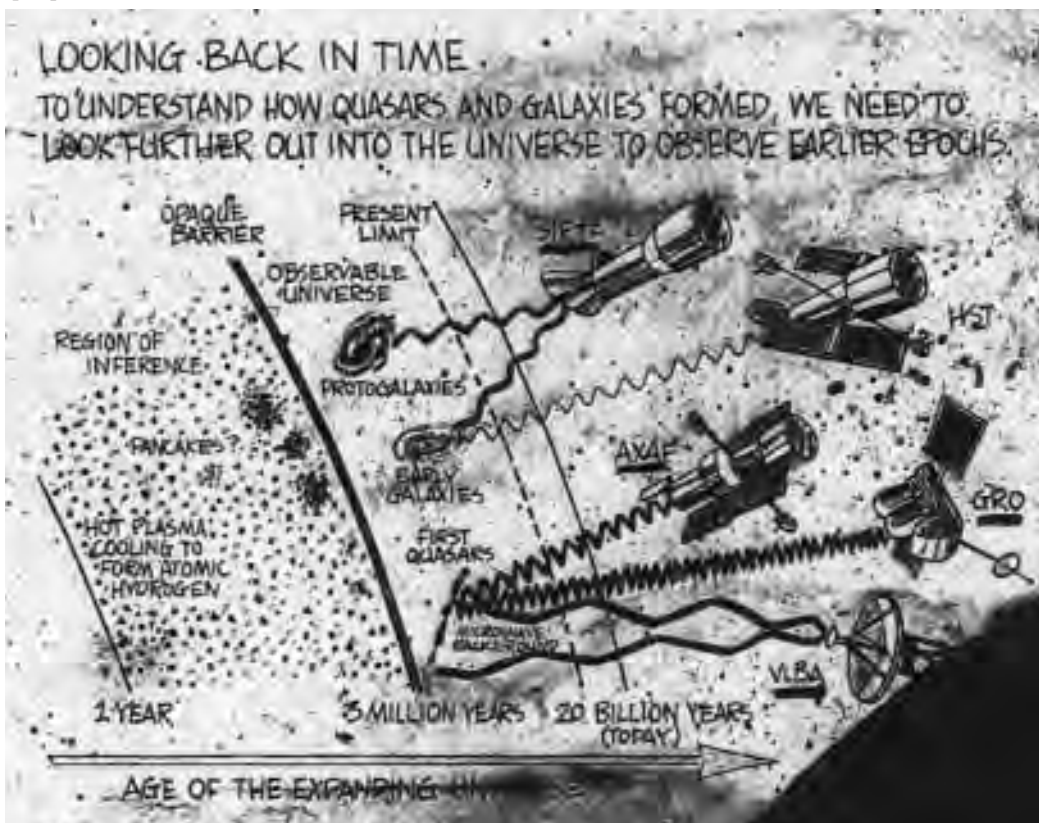 LOOKING BACK IN TIME
TO UNDERSTAND HOW QUASARS AND GALAXIES FORMED, WE NEED TO
LOOK FURTHER OUT INTO THE UNIVERSE TO OBSERVE EARLIER EPOCHS.
OPAQUE
BARRIER
PRESENT
LIMIT
OBSERVABLE
UNIVERSE
SIRTF
HST
REGION OF
INFERENCE
PROTOGALAXIES
PANCAKES?
EARLY
GALAXIES
AXAF
GRO
HOT PLASMA
COOLING TO
FORM ATOMIC
HYDROGEN
FIRST
QUASARS
MICROWAVE
BACKGROUND
VLBA
1 YEAR
3 MILLION YEARS
20 BILLION YEARS
(TODAY)
AGE OF THE EXPANDING